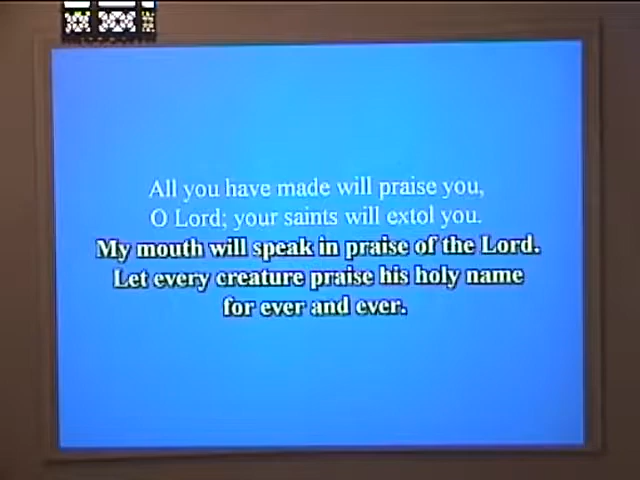 All you have made will praise you,
O Lord; your saints will extol you.
My mouth will speak in praise of the Lord.
Let every creature praise his holy name
for ever and ever.